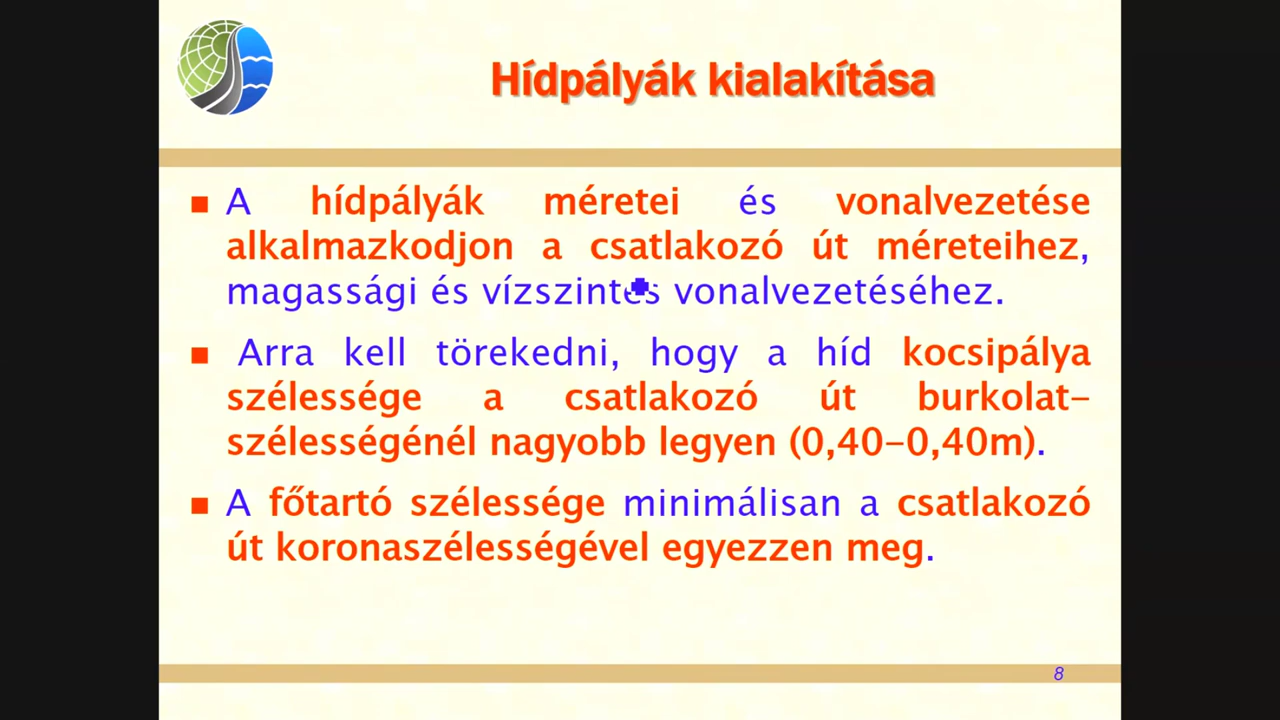 Hídpályák kialakítása
A hídpályák méretei és vonalvezetése
alkalmazkodjon a csatlakozó út méreteihez,
magassági és vízszintes vonalvezetéséhez.
Arra kell törekedni, hogy a híd kocsipálya
szélessége a csatlakozó út burkolat-
szélességénél nagyobb legyen (0,40-0,40m).
A főtartó szélessége minimálisan a csatlakozó
út koronaszélességével egyezzen meg.
8